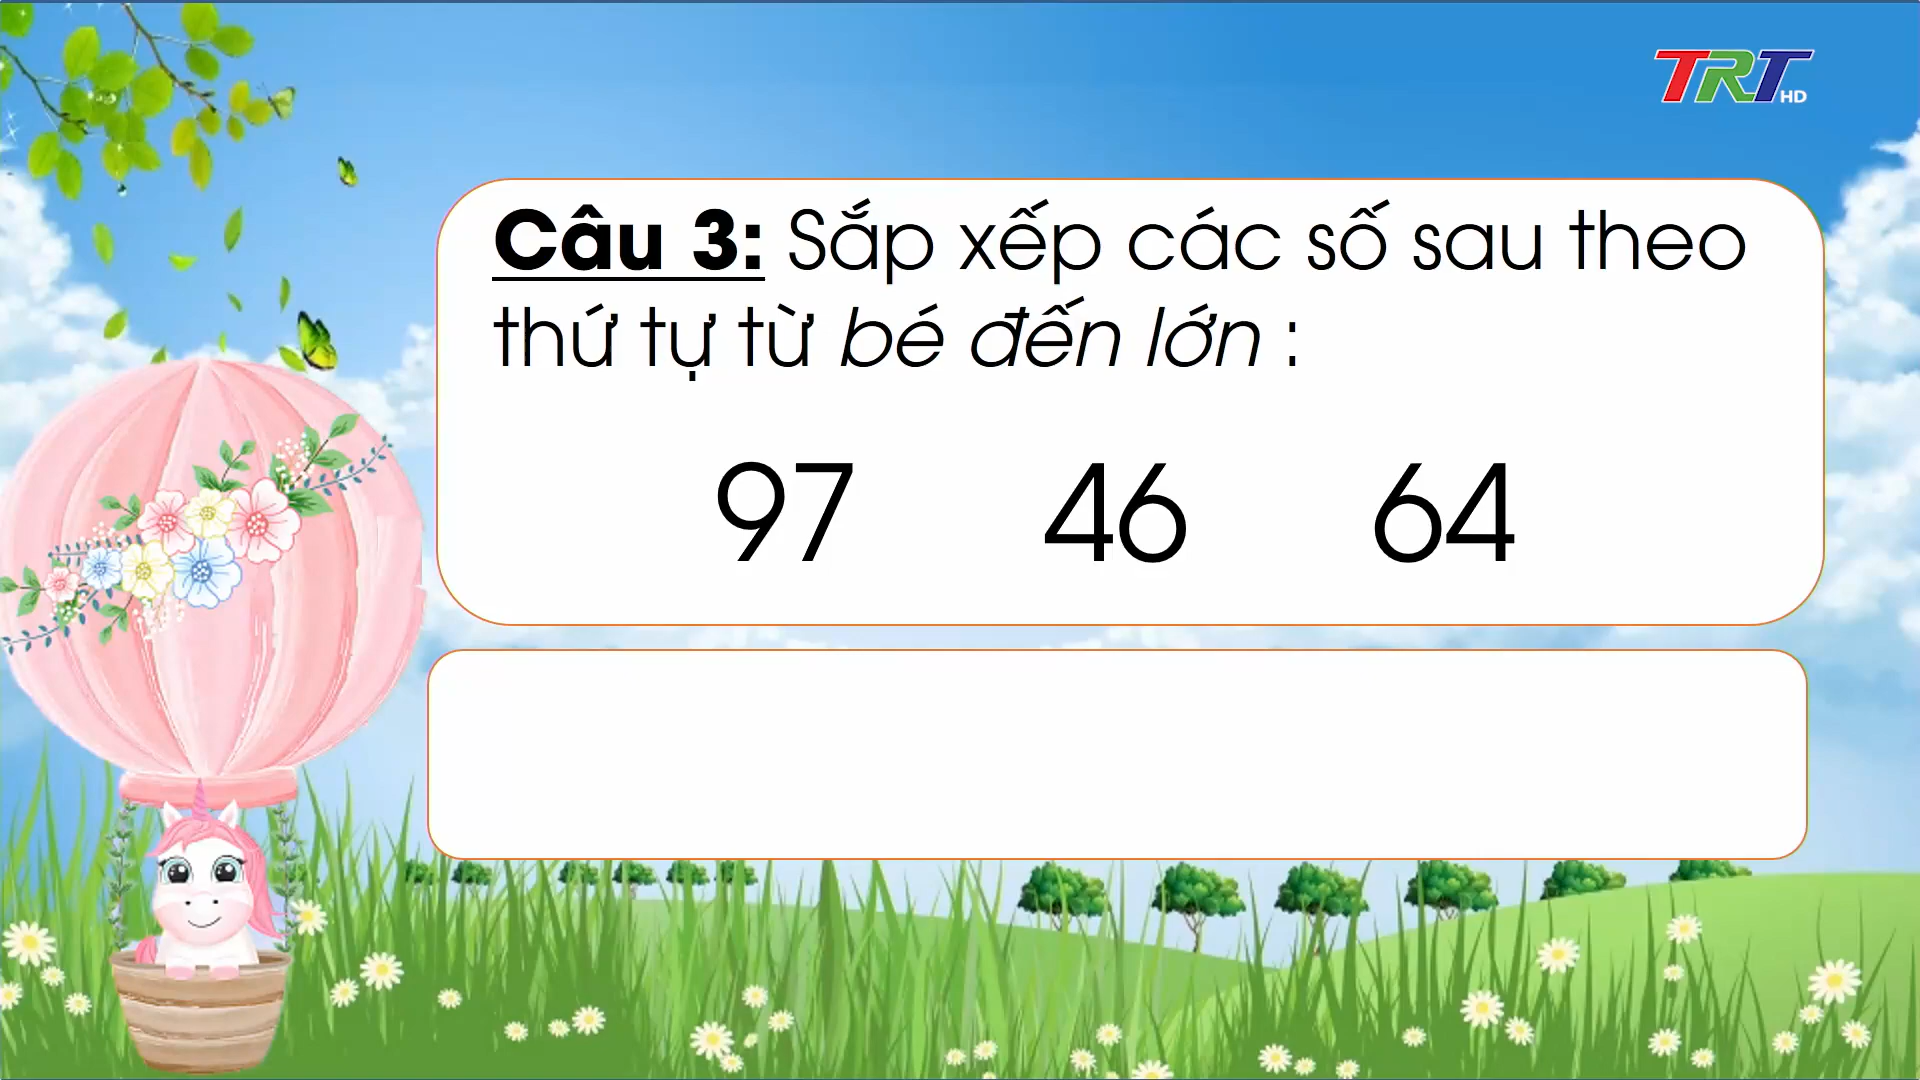 TRT HD
Câu 3: Sắp xếp các số sau theo
thứ tự từ bé đến lớn :
97 46 64